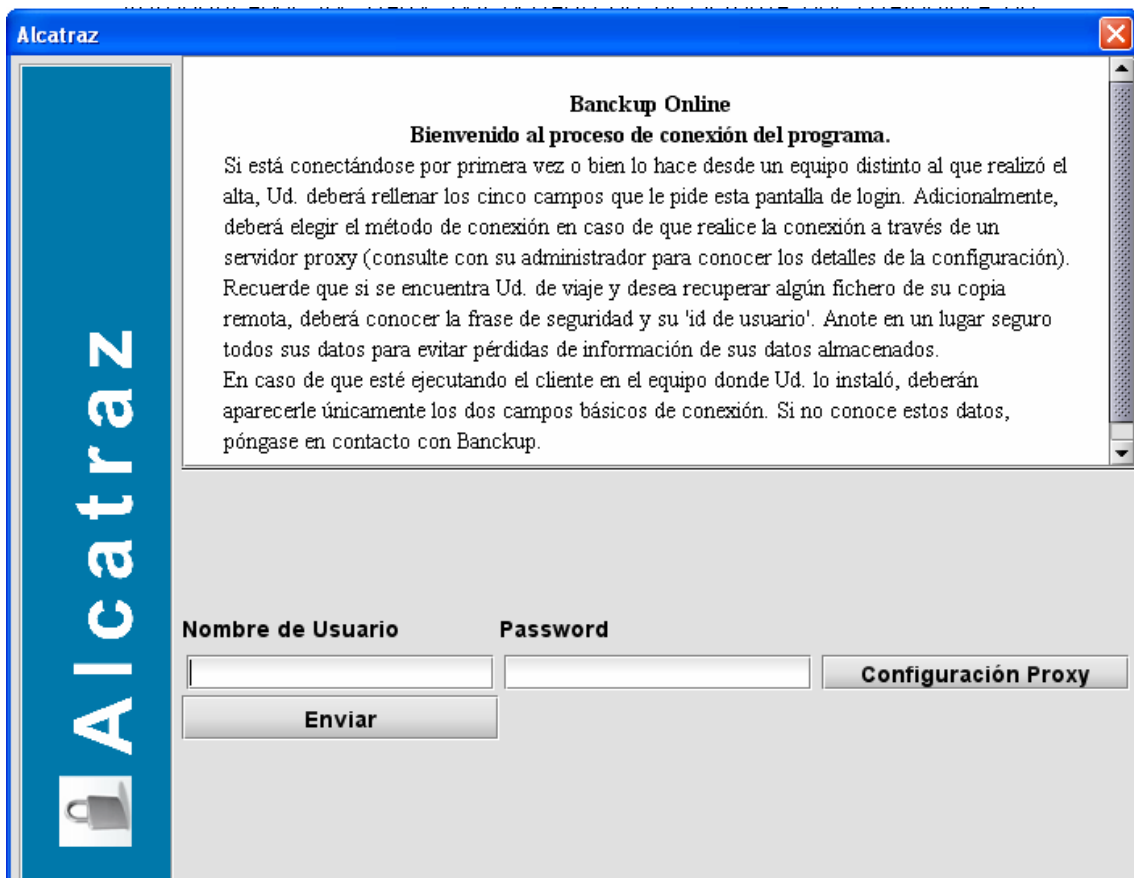 Alcatraz
Banckup Online
Bienvenido al proceso de conexión del programa.
Si está conectándose por primera vez o bien lo hace desde un equipo distinto al que realizó el
alta, Ud. deberá rellenar los cinco campos que le pide esta pantalla de login. Adicionalmente,
deberá elegir el método de conexión en caso de que realice la conexión a través de un
servidor proxy (consulte con su administrador para conocer los detalles de la configuración).
Recuerde que si se encuentra Ud. de viaje y desea recuperar algún fichero de su copia
remota, deberá conocer la frase de seguridad y su 'id de usuario'. Anote en un lugar seguro
todos sus datos para evitar pérdidas de información de sus datos almacenados.
En caso de que esté ejecutando el cliente en el equipo donde Ud. lo instaló, deberán
aparecerle únicamente los dos campos básicos de conexión. Si no conoce estos datos,
póngase en contacto con Banckup.
Alcatraz
Nombre de Usuario
Password
Configuración Proxy
Enviar